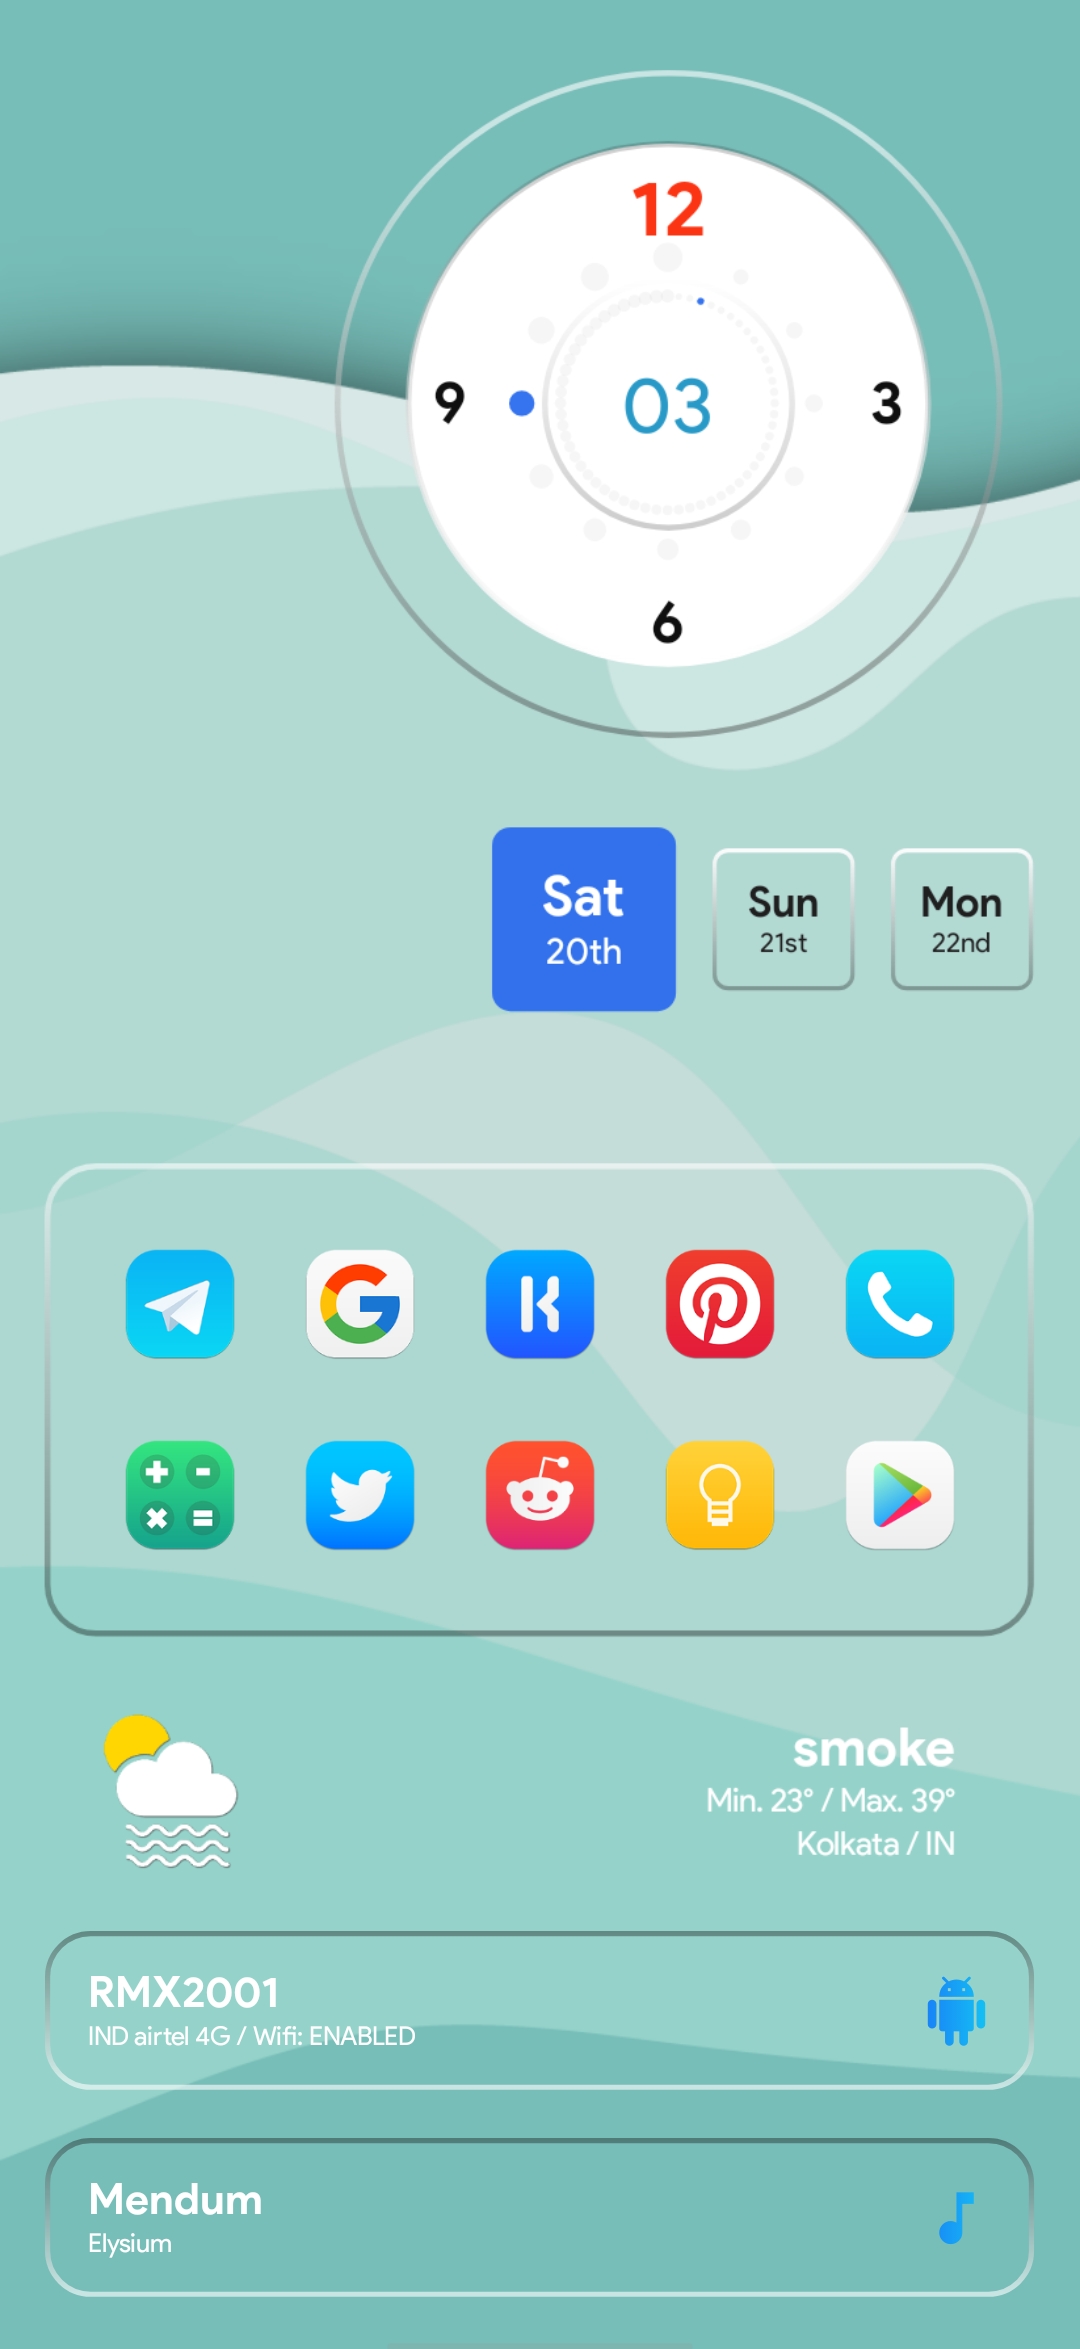 12
9
03
3
6
Sat
20th
Sun
21st
Mon
22nd
smoke
Min. 23° / Max. 39°
Kolkata / IN
RMX2001
IND airtel 4G / Wifi: ENABLED
Mendum
Elysium